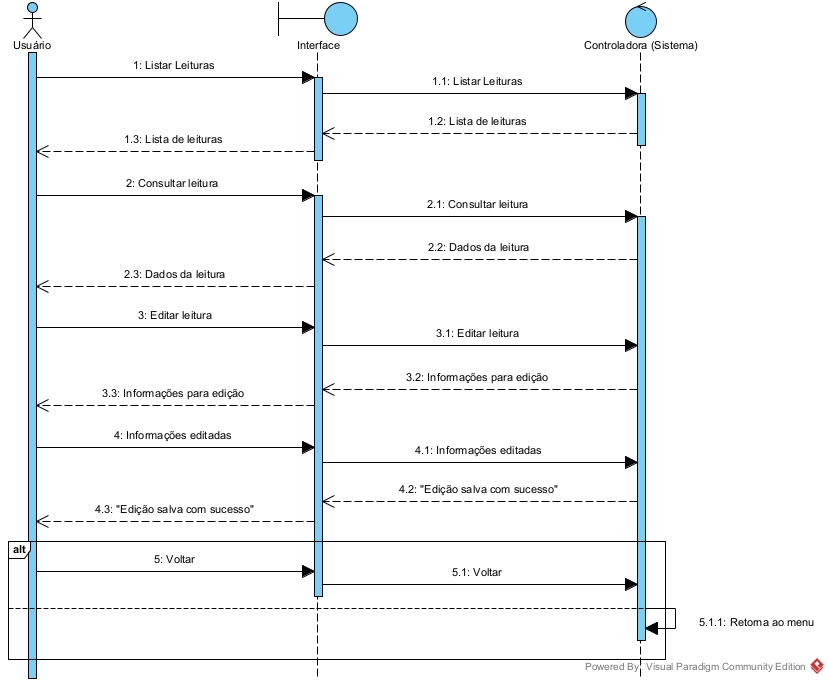 Usuário
Interface
Controladora (Sistema)
1: Listar Leituras
1.1: Listar Leituras
1.2: Lista de leituras
1.3: Lista de leituras
2: Consultar leitura
2.1: Consultar leitura
2.2: Dados da leitura
2.3: Dados da leitura
3: Editar leitura
3.1: Editar leitura
3.2: Informações para edição
3.3: Informações para edição
4: Informações editadas
4.1: Informações editadas
4.2: "Edição salva com sucesso"
4.3: "Edição salva com sucesso"
alt
5: Voltar
5.1: Voltar
5.1.1: Retorna ao menu
Powered By Visual Paradigm Community Edition